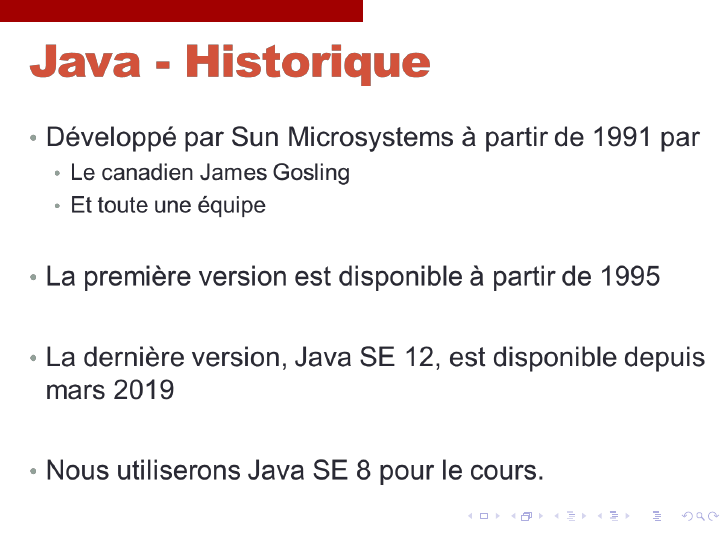 Java - Historique
• Développé par Sun Microsystems à partir de 1991 par
• Le canadien James Gosling
• Et toute une équipe
• La première version est disponible à partir de 1995
• La dernière version, Java SE 12, est disponible depuis
mars 2019
• Nous utiliserons Java SE 8 pour le cours.